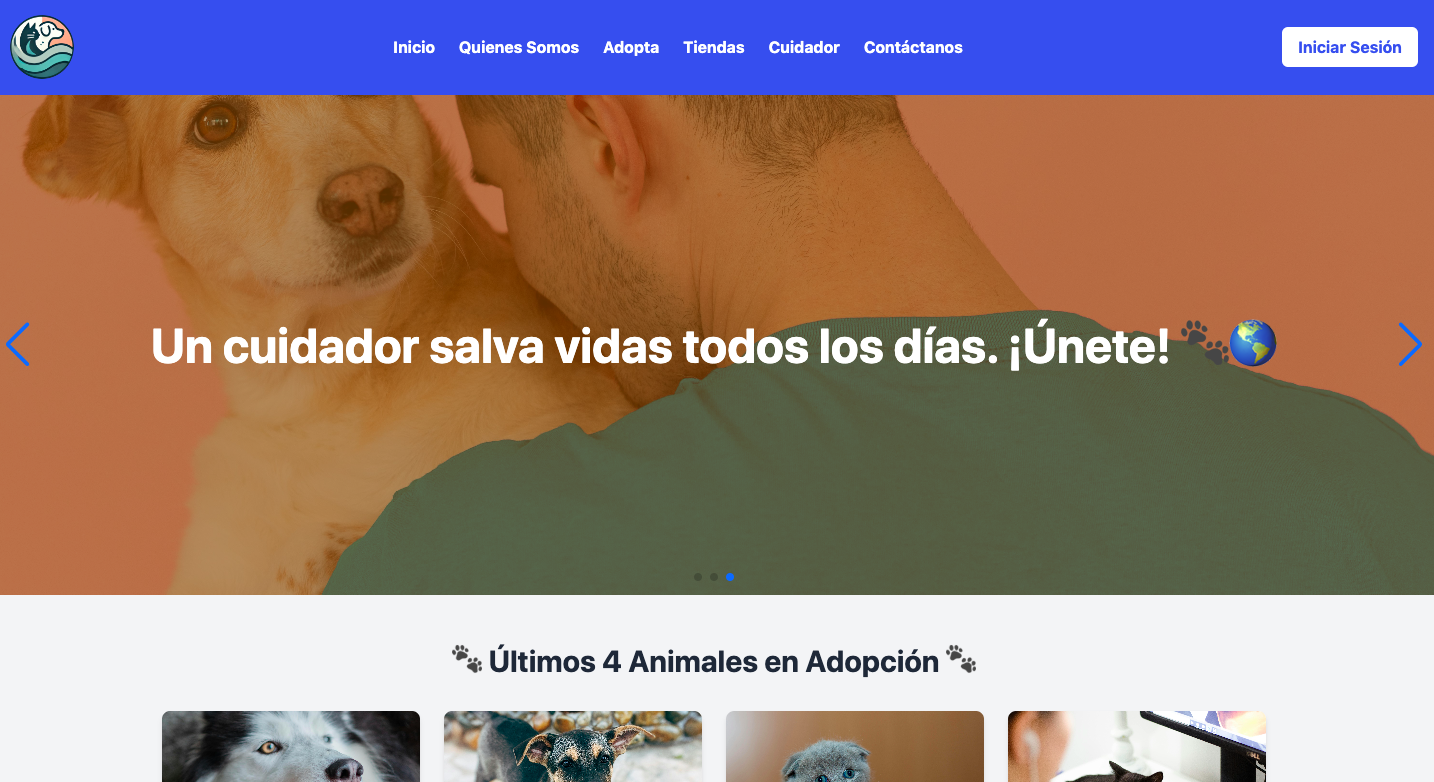 Inicio Quienes Somos Adopta Tiendas Cuidador Contáctanos Iniciar Sesión
Un cuidador salva vidas todos los días. ¡Únete! 🐾🌎
🐾 Últimos 4 Animales en Adopción 🐾
DELL